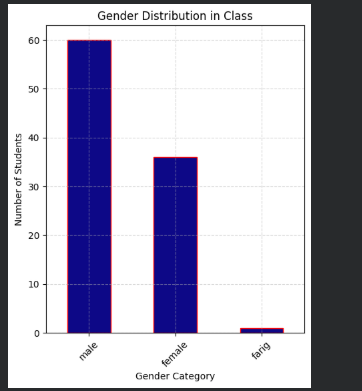 Gender Distribution in Class
Number of Students
60
50
40
30
20
10
0
male
female
farig
Gender Category